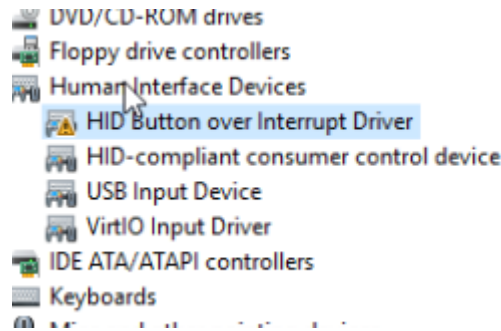 DVD/CD-ROM drives
Floppy drive controllers
Human Interface Devices
HID Button over Interrupt Driver
HID-compliant consumer control device
USB Input Device
VirtIO Input Driver
IDE ATA/ATAPI controllers
Keyboards